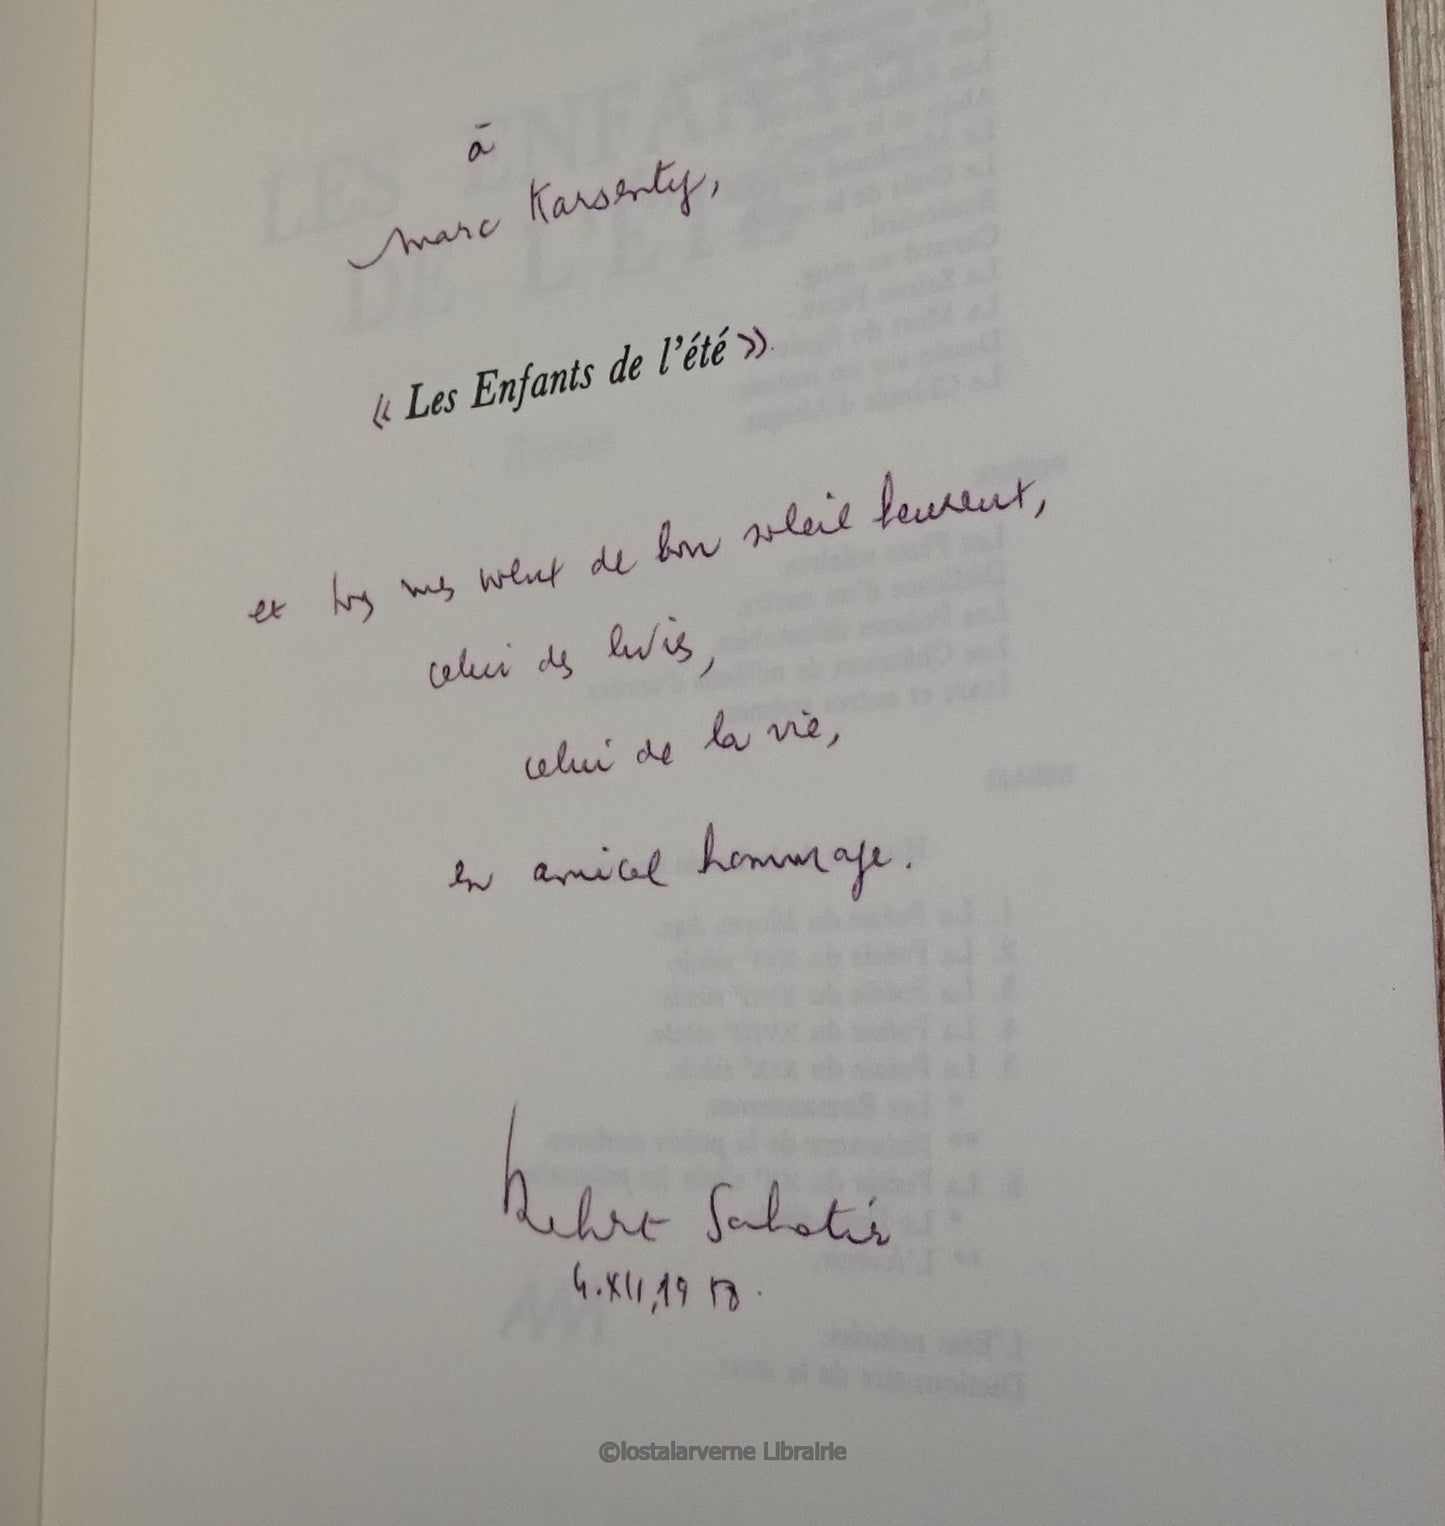 à
Marc Karsenty,
« Les Enfants de l'été »
et tous mes vœux de bon soleil heureux,
celui des livres,
celui de la vie,
en amical hommage.
Robert Sabatier
4.XII.19
©lostalarverne Librairie